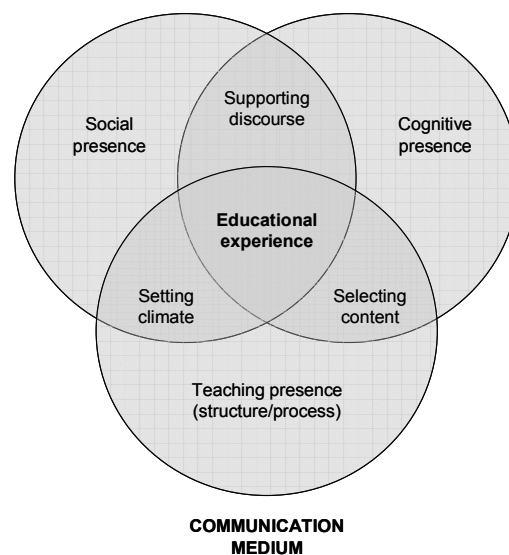 Supporting
discourse
Social
presence
Cognitive
presence
Educational
experience
Setting
climate
Selecting
content
Teaching presence
(structure/process)
COMMUNICATION
MEDIUM